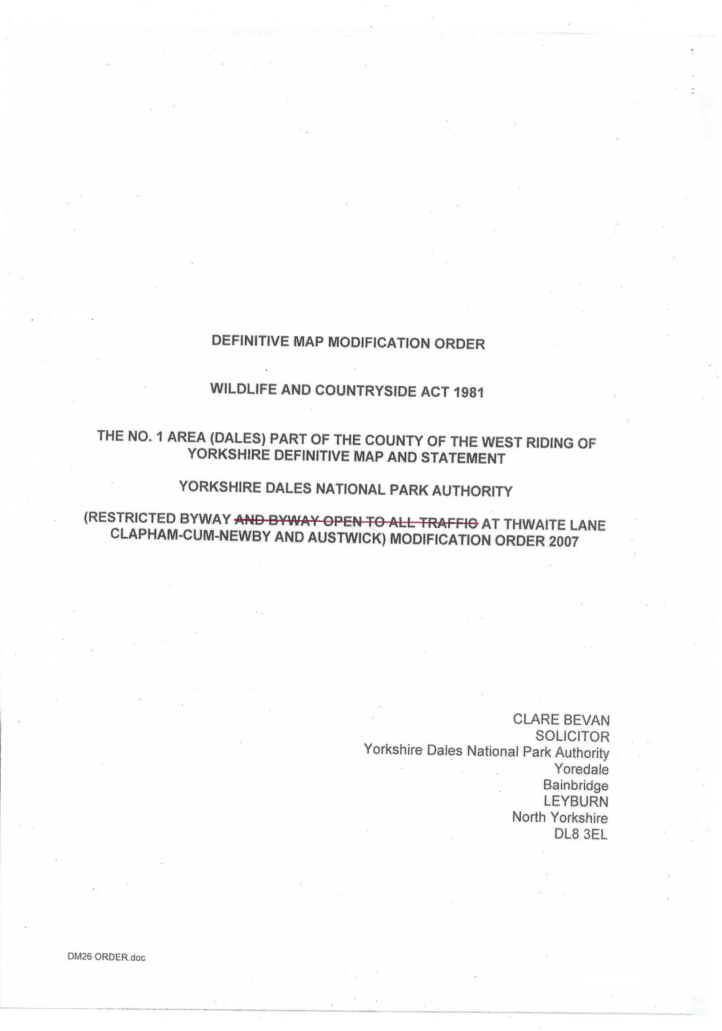 DEFINITIVE MAP MODIFICATION ORDER
WILDLIFE AND COUNTRYSIDE ACT 1981
THE NO. 1 AREA (DALES) PART OF THE COUNTY OF THE WEST RIDING OF
YORKSHIRE DEFINITIVE MAP AND STATEMENT
YORKSHIRE DALES NATIONAL PARK AUTHORITY
(RESTRICTED BYWAY AND BYWAY OPEN TO ALL TRAFFIC AT THWAITE LANE
CLAPHAM-CUM-NEWBY AND AUSTWICK) MODIFICATION ORDER 2007
CLARE BEVAN
SOLICITOR
Yorkshire Dales National Park Authority
Yoredale
Bainbridge
LEYBURN
North Yorkshire
DL8 3EL
DM26 ORDER.doc